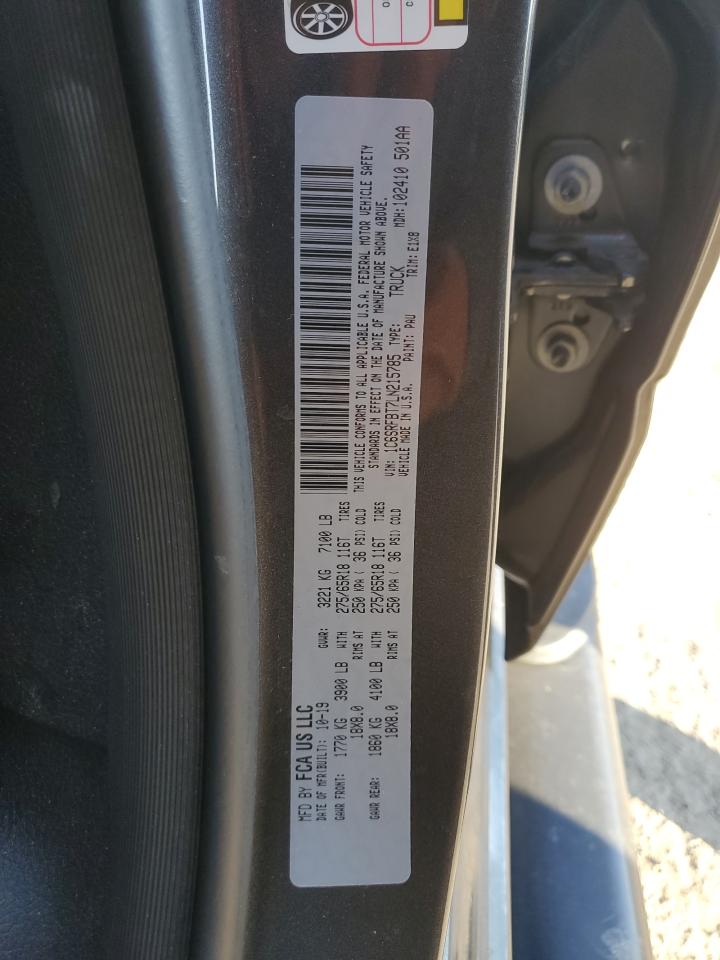 MFD BY FCA US LLC
DATE OF MFR(BUILT): 10-19 GVWR: 3221 KG 7100 LB
GAWR FRONT: 1770 KG 3900 LB WITH 275/65R18 116T TIRES
18X8.0 RIMS AT 250 KPA ( 36 PSI) COLD
GAWR REAR: 1860 KG 4100 LB WITH 275/65R18 116T TIRES
18X8.0 RIMS AT 250 KPA ( 36 PSI) COLD
THIS VEHICLE CONFORMS TO ALL APPLICABLE U.S.A. FEDERAL MOTOR VEHICLE SAFETY
STANDARDS IN EFFECT ON THE DATE OF MANUFACTURE SHOWN ABOVE.
VIN: 1C6SRFBT7LN215785 TYPE: TRUCK MDH:102410 501AA
VEHICLE MADE IN U.S.A. PAINT: PAU TRIM: E1X8